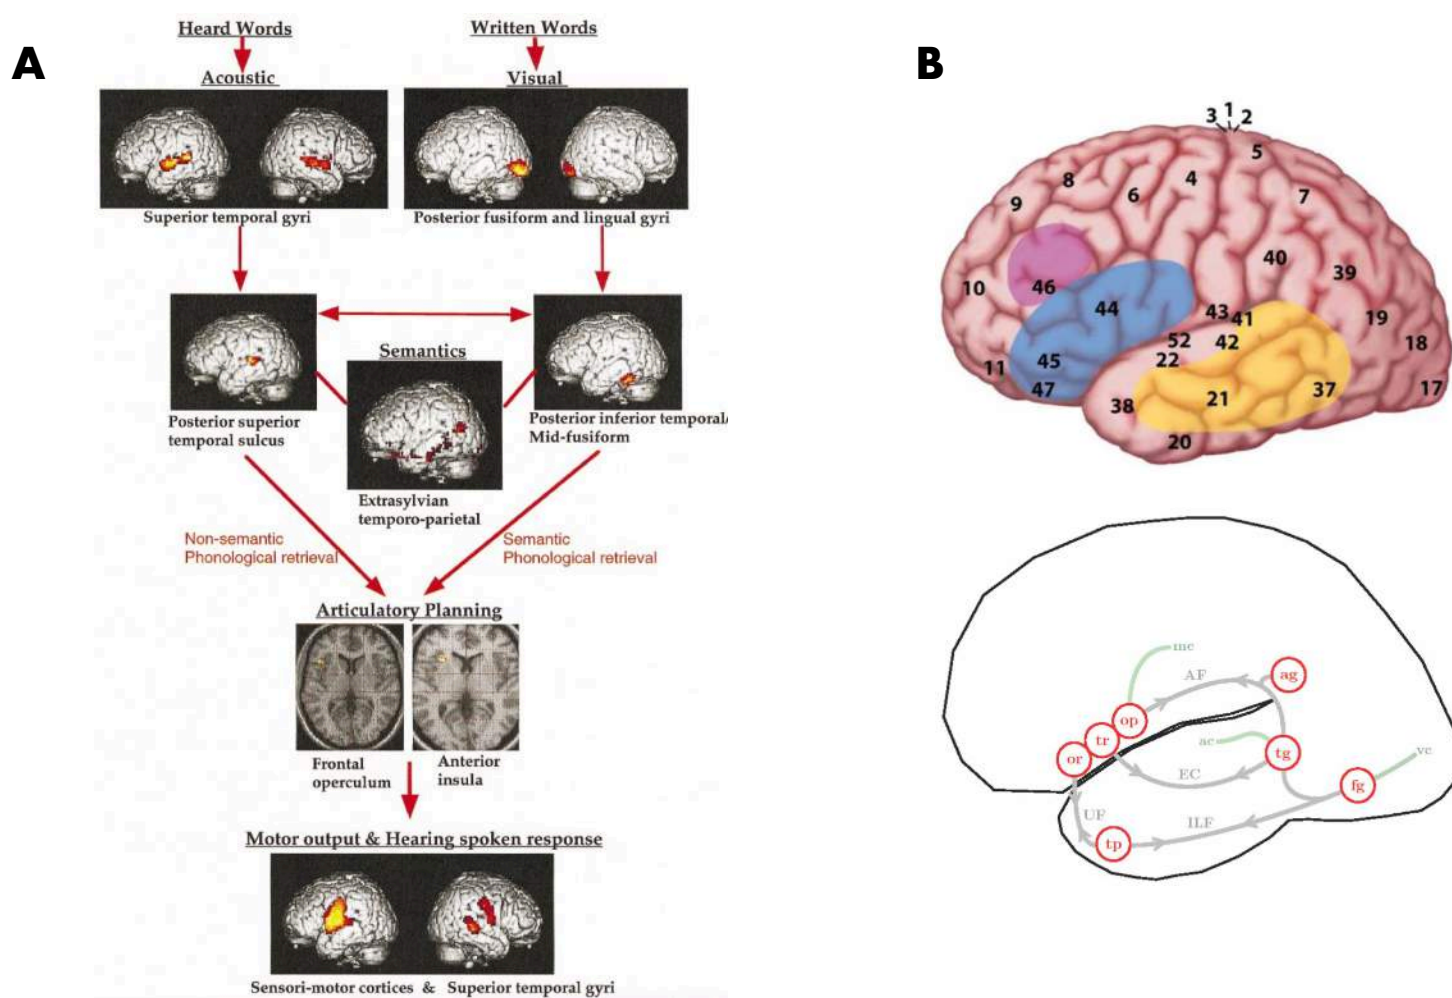 A
Heard Words
Written Words
Acoustic
Visual
Superior temporal gyri
Posterior fusiform and lingual gyri
Semantics
Posterior superior
temporal sulcus
Posterior inferior temporal/
Mid-fusiform
Extrasylvian
temporo-parietal
Non-semantic
Phonological retrieval
Semantic
Phonological retrieval
Articulatory Planning
Frontal
operculum
Anterior
insula
Motor output & Hearing spoken response
Sensori-motor cortices & Superior temporal gyri
B
3 1 2
5
8
4
6
7
9
40
39
46
10
44
43
41
19
52
42
18
22
45
11
47
38
21
37
17
20
mc
AF
ag
op
tr
ac
or
tg
vc
EC
fg
UF
ILF
tp